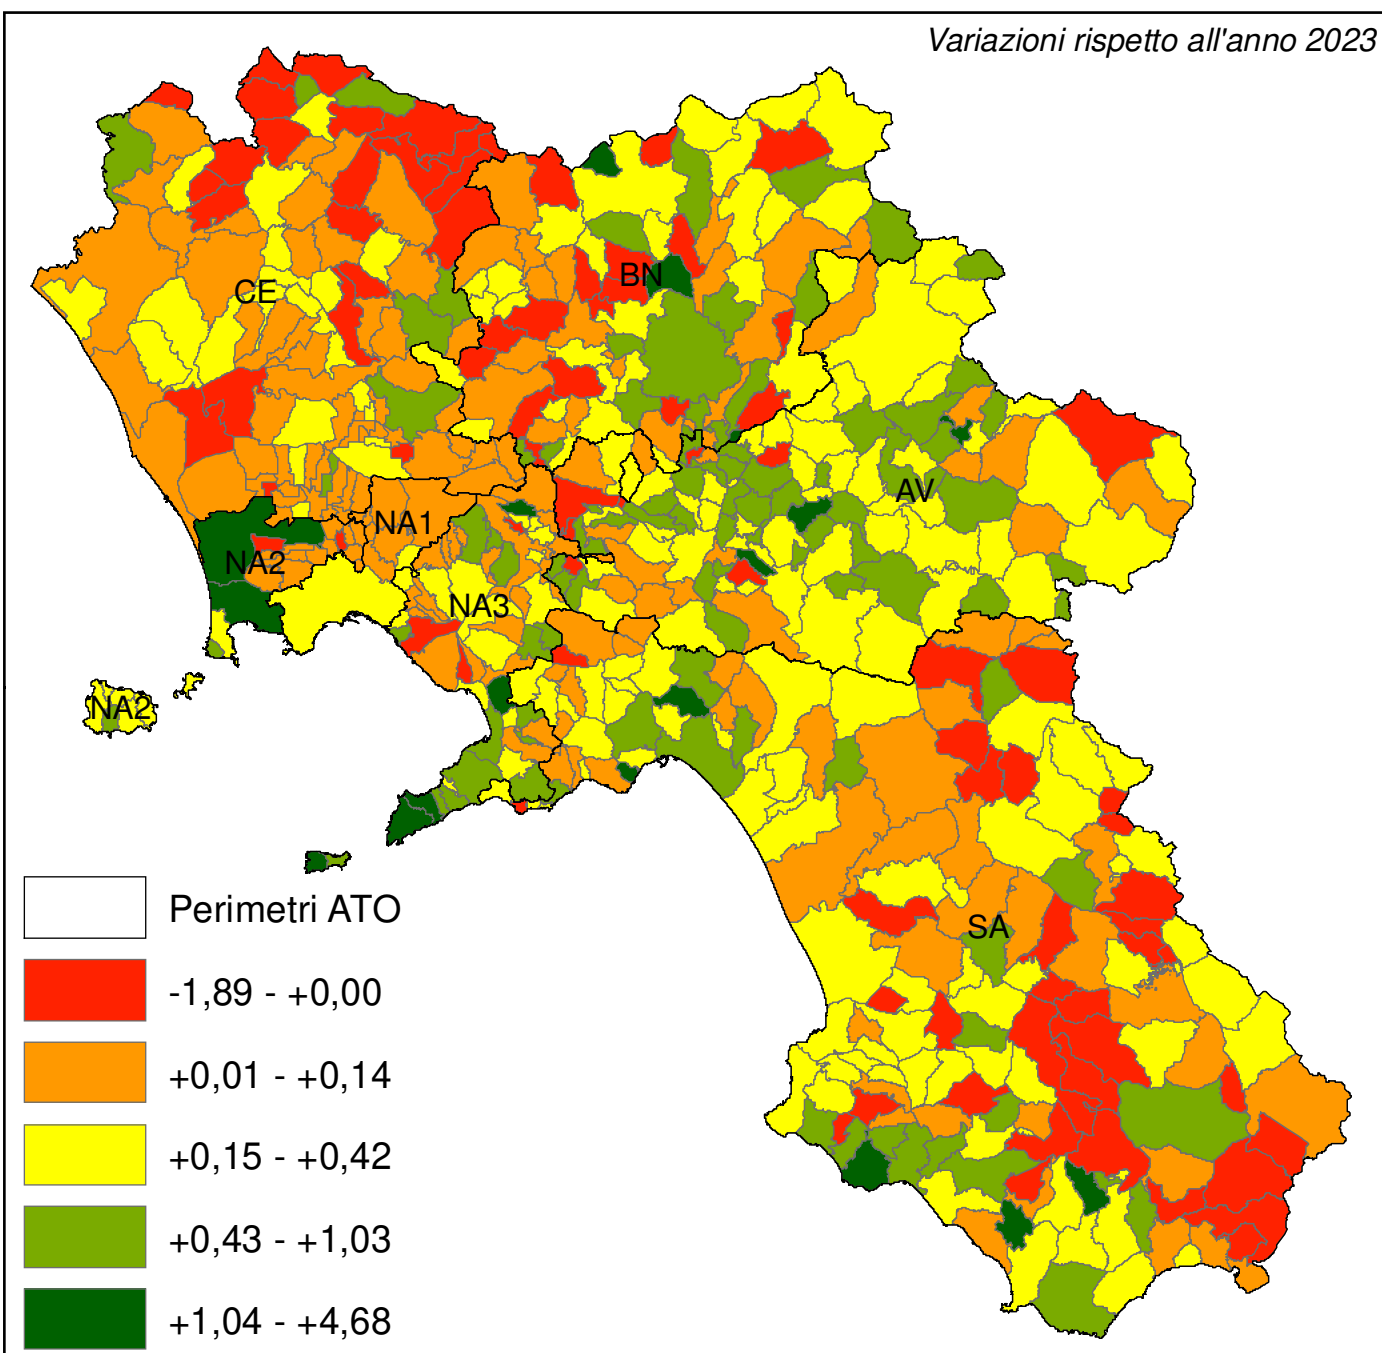 Variazioni rispetto all'anno 2023
BN
CE
AV
NA1
NA2
NA3
NA2
SA
Perimetri ATO
-1,89 - +0,00
+0,01 - +0,14
+0,15 - +0,42
+0,43 - +1,03
+1,04 - +4,68